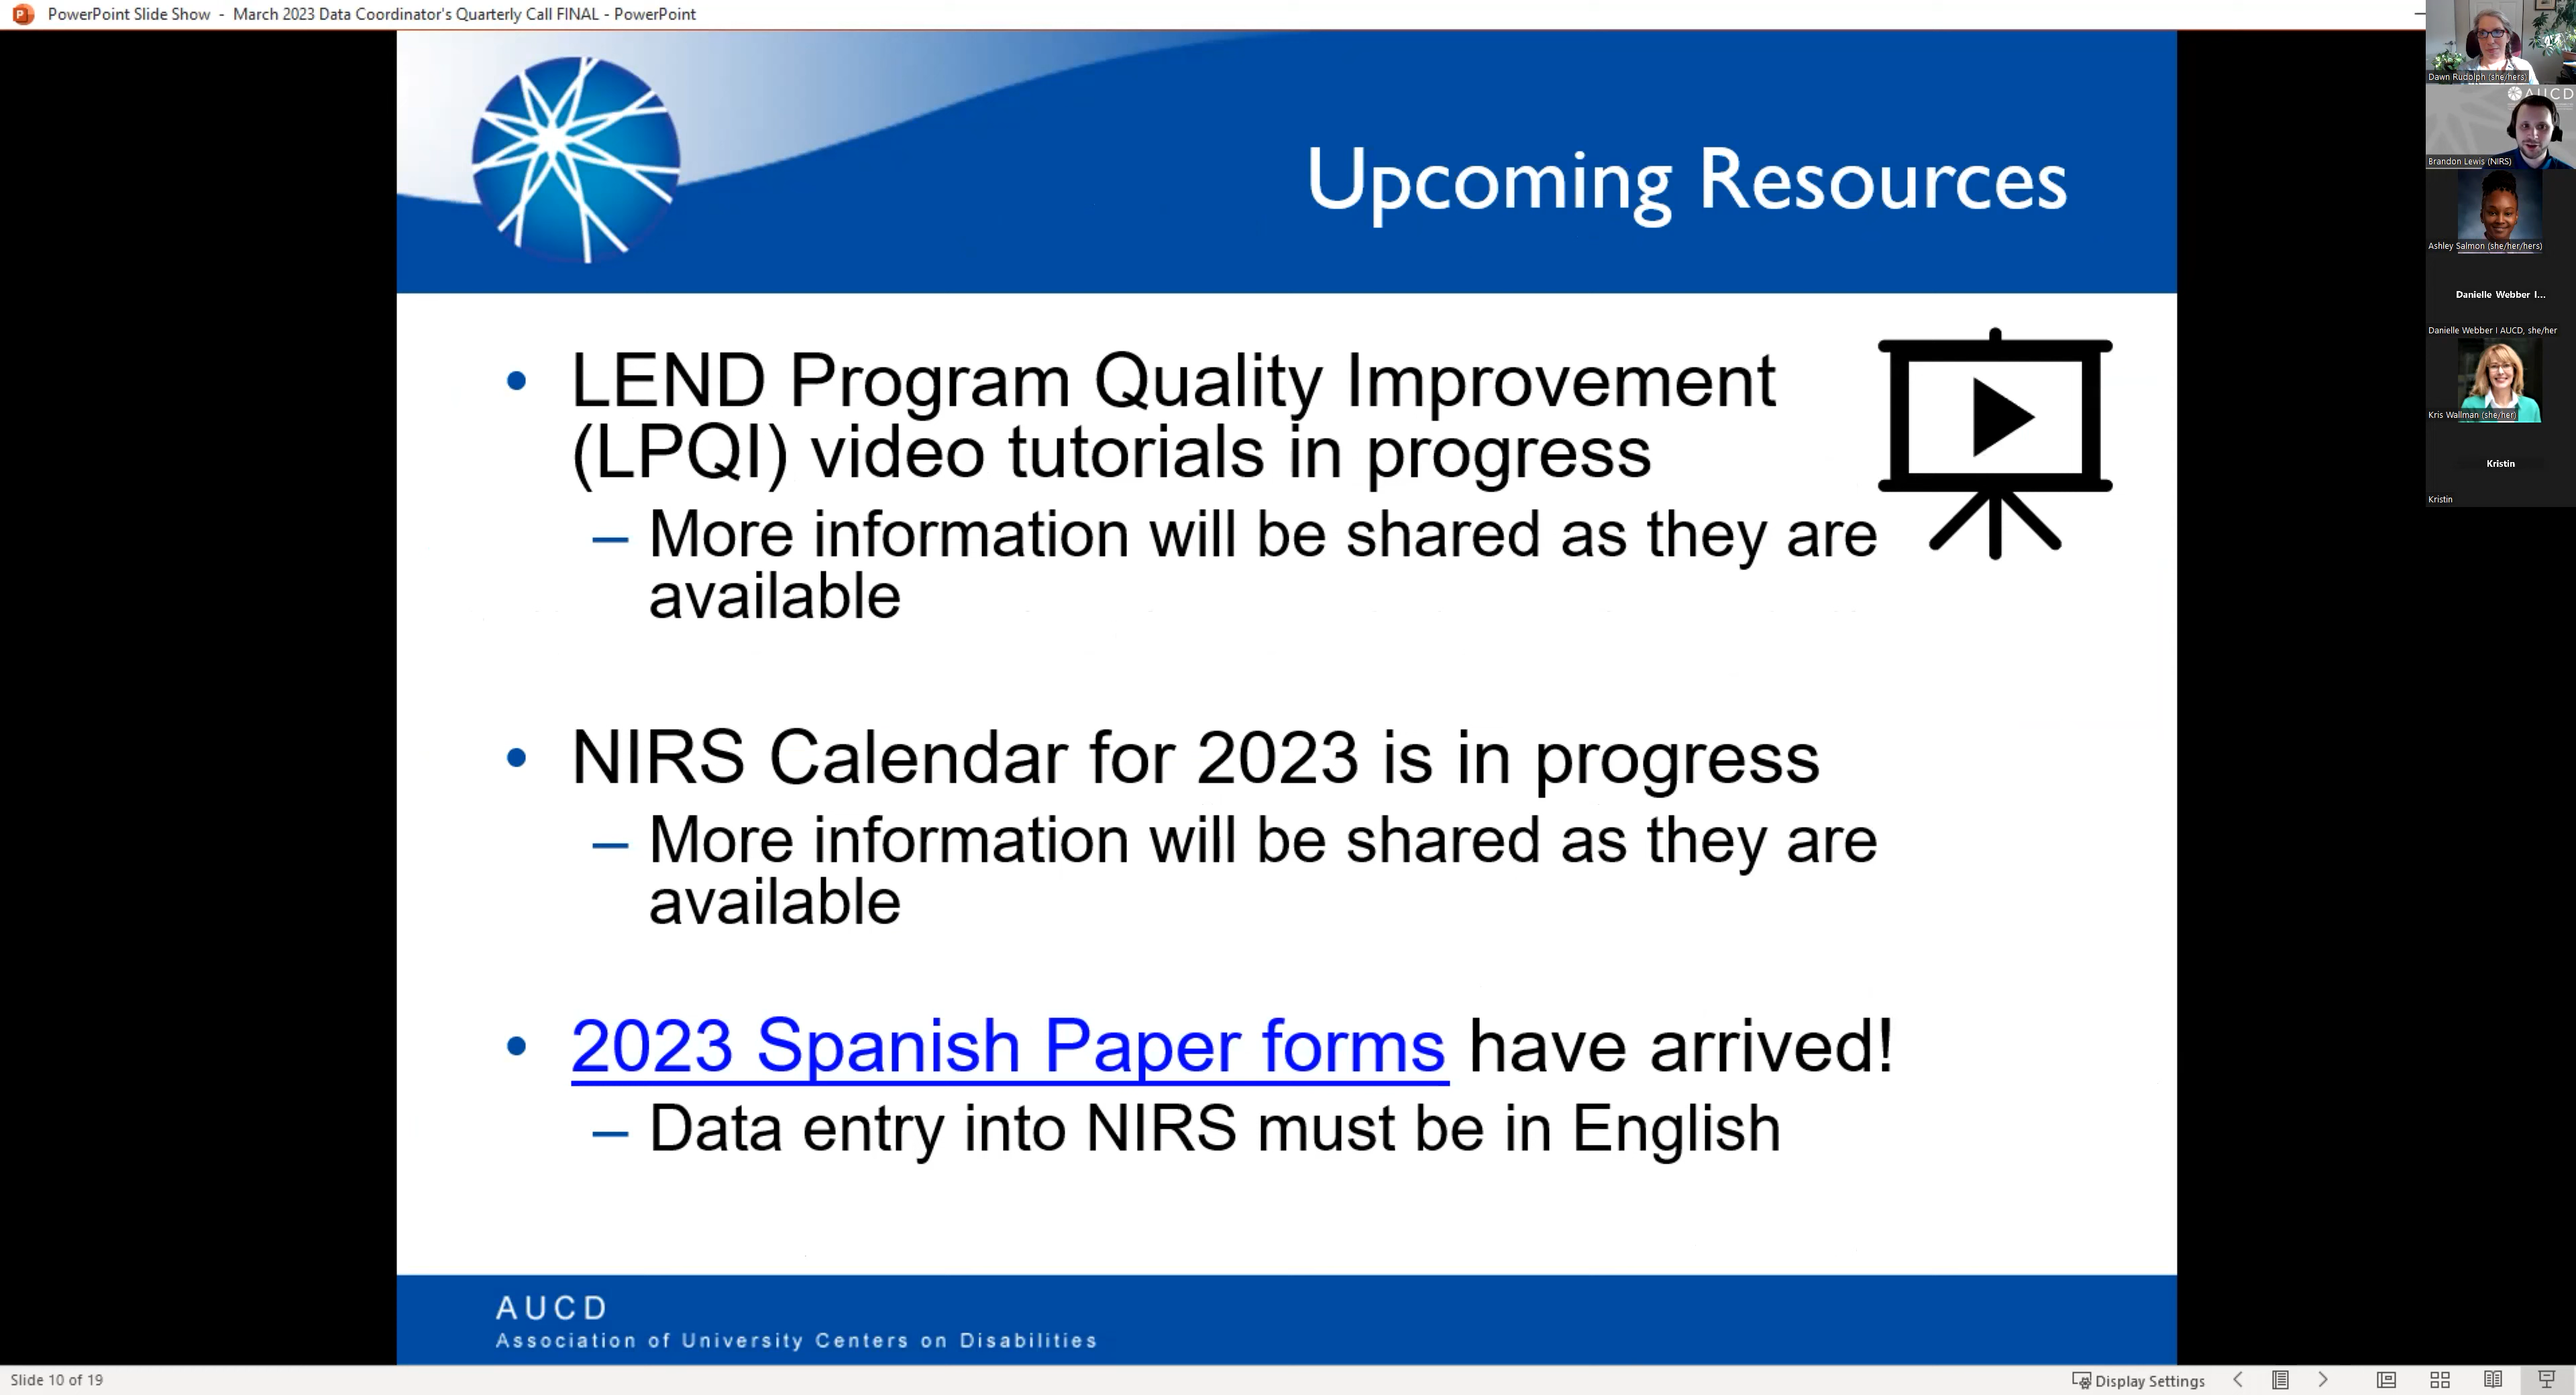 PowerPoint Slide Show - March 2023 Data Coordinator's Quarterly Call FINAL - PowerPoint
Upcoming Resources
• LEND Program Quality Improvement
(LPQI) video tutorials in progress
– More information will be shared as they are
available
• NIRS Calendar for 2023 is in progress
– More information will be shared as they are
available
• 2023 Spanish Paper forms have arrived!
– Data entry into NIRS must be in English
AUCD
Association of University Centers on Disabilities
Dawn Rudolph (she/hers)
AUCD
Brandon Lewis (NIRS)
Ashley Salmon (she/her/hers)
Danielle Webber I...
Danielle Webber I AUCD, she/her
Kris Wallman (she/her)
Kristin
Kristin
Slide 10 of 19
Display Settings